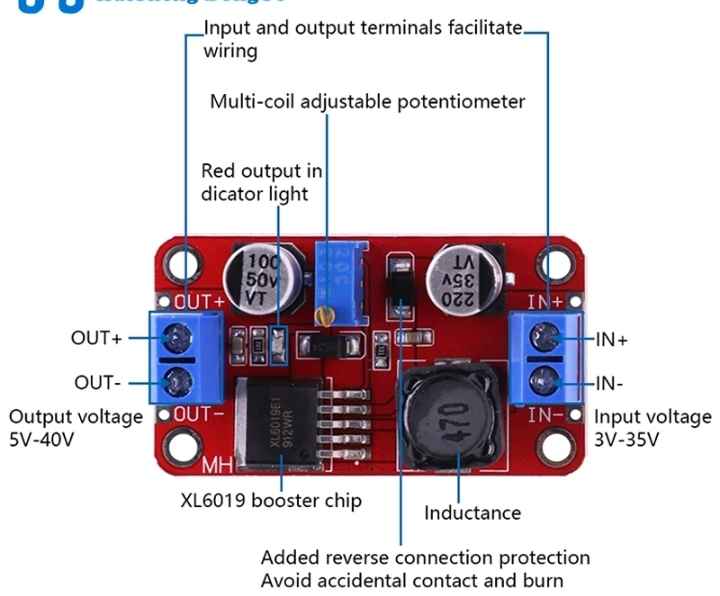 Input and output terminals facilitate
wiring
Multi-coil adjustable potentiometer
Red output in
dicator light
100
50v
VT
220
35v
VT
OUT+
IN+
OUT+
IN+
OUT-
IN-
Output voltage
5V-40V
OUT-
IN-
Input voltage
3V-35V
XL6019E1
912WR
470
MH
XL6019 booster chip
Inductance
Added reverse connection protection
Avoid accidental contact and burn